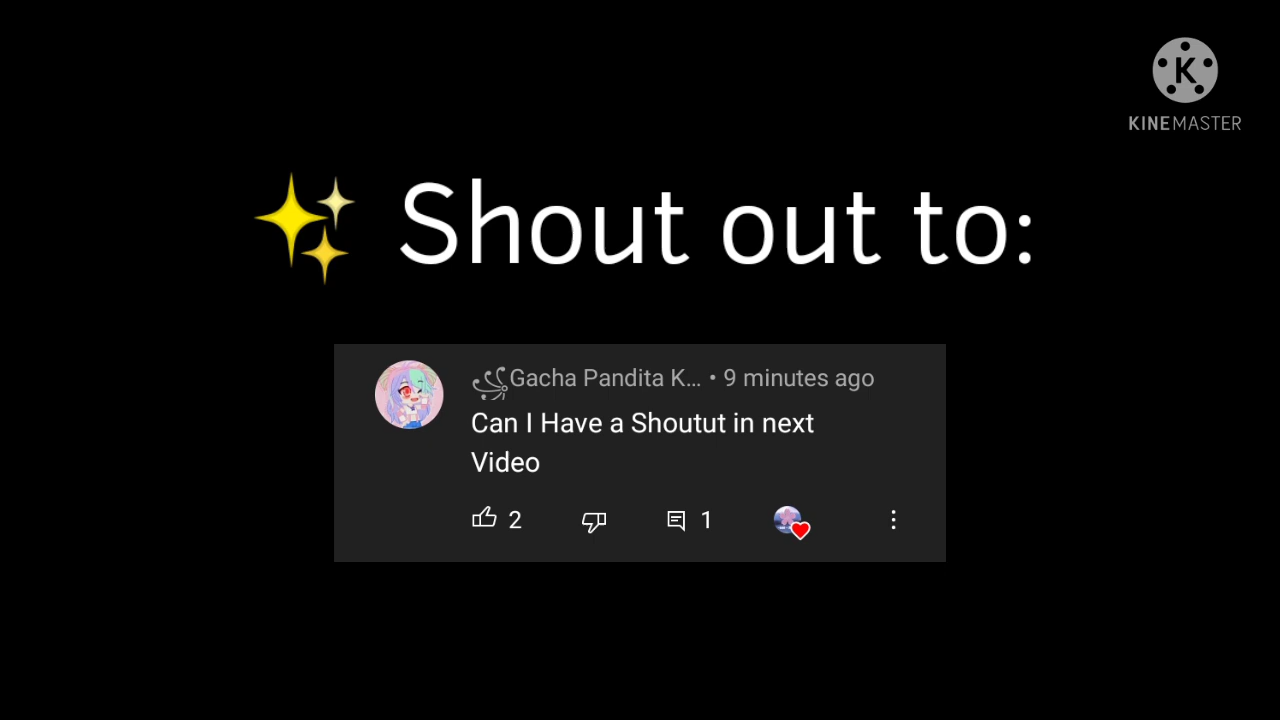 KINEMASTER
✨ Shout out to:
Gacha Pandita K... • 9 minutes ago
Can I Have a Shoutut in next
Video
2 1